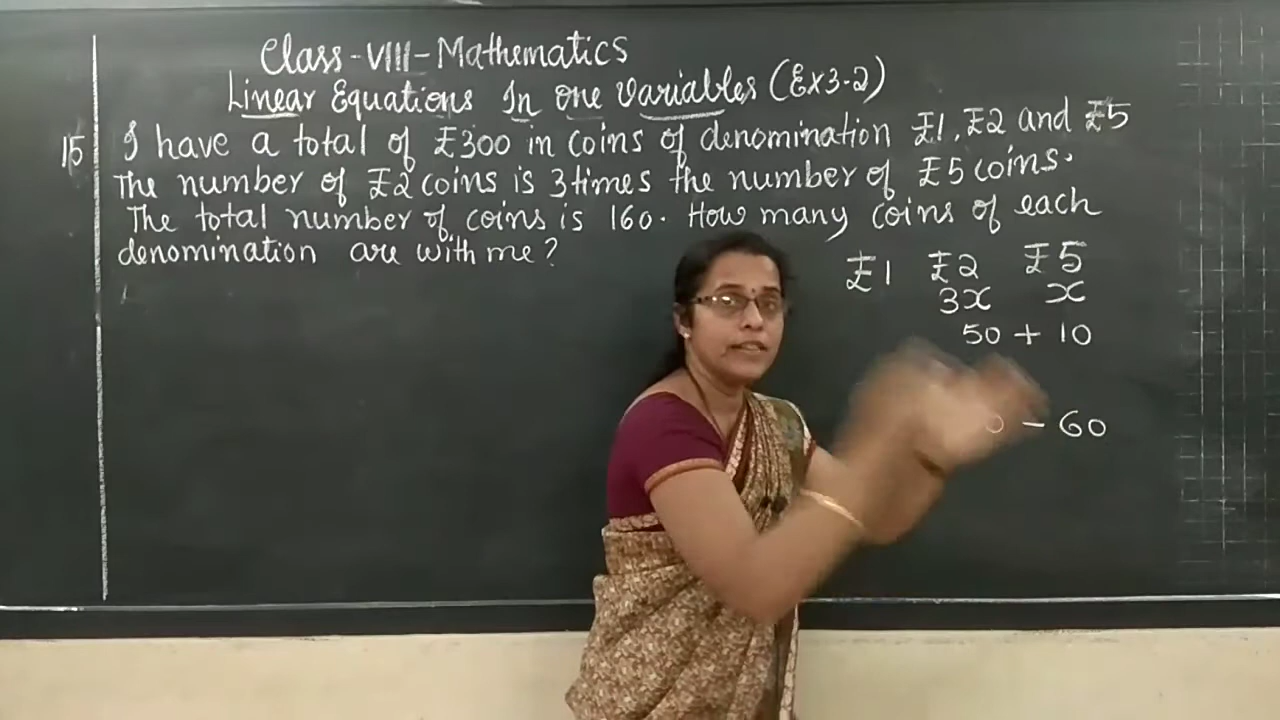 Class-VIII-Mathematics
Linear Equations In one Variables (Ex3-2)
15 I have a total of ₹300 in coins of denomination ₹1, ₹2 and ₹5
The number of ₹2 coins is 3 times the number of ₹5 coins.
The total number of coins is 160. How many coins of each
denomination are with me?
₹1 ₹2 ₹5
3x x
50 + 10
- 60